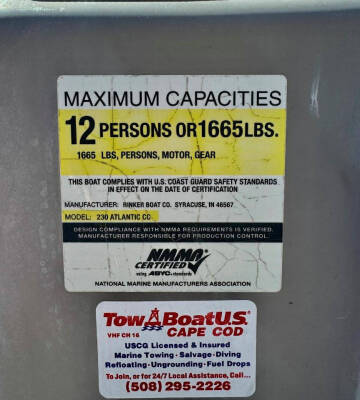 MAXIMUM CAPACITIES
12 PERSONS OR 1665 LBS.
1665 LBS, PERSONS, MOTOR, GEAR
THIS BOAT COMPLIES WITH U.S. COAST GUARD SAFETY STANDARDS
IN EFFECT ON THE DATE OF CERTIFICATION
MANUFACTURER: RINKER BOAT CO. SYRACUSE, IN 46567
MODEL: 230 ATLANTIC CC
DESIGN COMPLIANCE WITH NMMA REQUIREMENTS IS VERIFIED.
MANUFACTURER RESPONSIBLE FOR PRODUCTION CONTROL.
NMMA
CERTIFIED
using ABYC standards
NATIONAL MARINE MANUFACTURERS ASSOCIATION
TowBoatU.S.
VHF CH 16 CAPE COD
USCG Licensed & Insured
Marine Towing - Salvage - Diving
Refloating - Ungrounding - Fuel Drops
To Join, or for 24/7 Local Assistance, Call...
(508) 295-2226